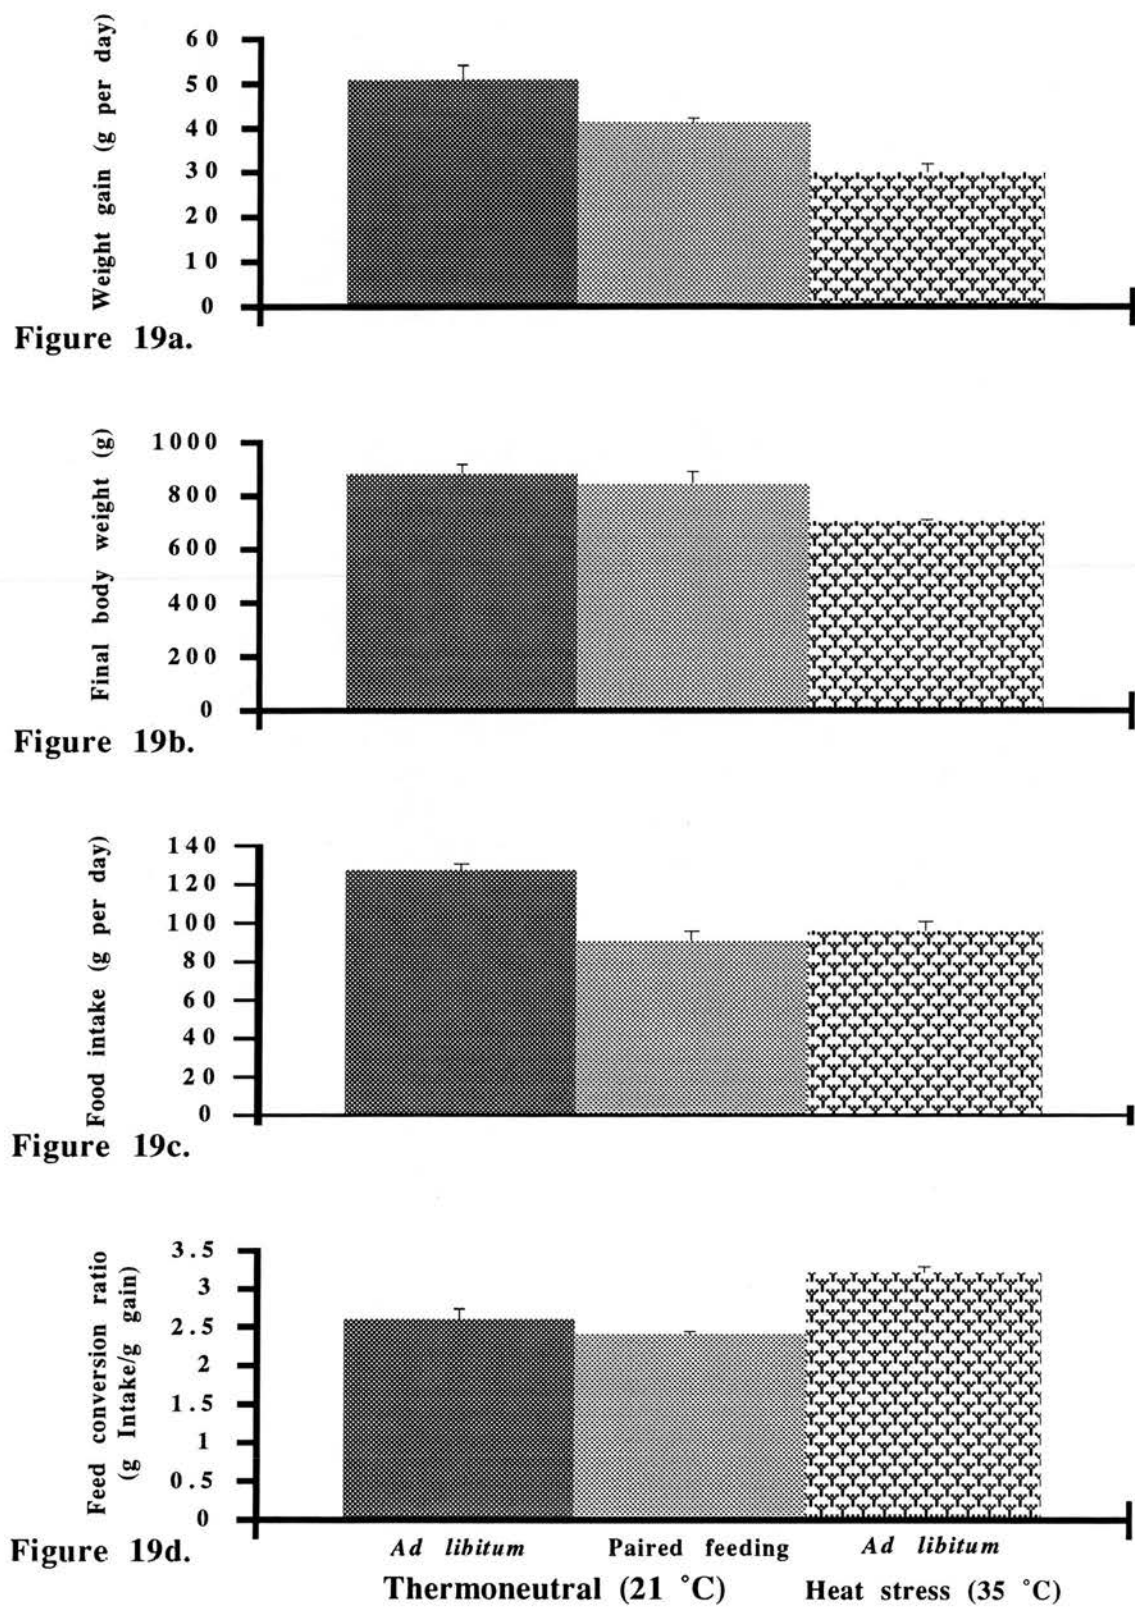 Weight gain (g per day)
60
50
40
30
20
10
0
Figure 19a.
Final body weight (g)
1000
800
600
400
200
0
Figure 19b.
Food intake (g per day)
140
120
100
80
60
40
20
0
Figure 19c.
Feed conversion ratio
(g Intake/g gain)
3.5
3
2.5
2
1.5
1
0.5
0
Figure 19d.
Ad libitum Paired feeding Ad libitum
Thermoneutral (21 °C) Heat stress (35 °C)